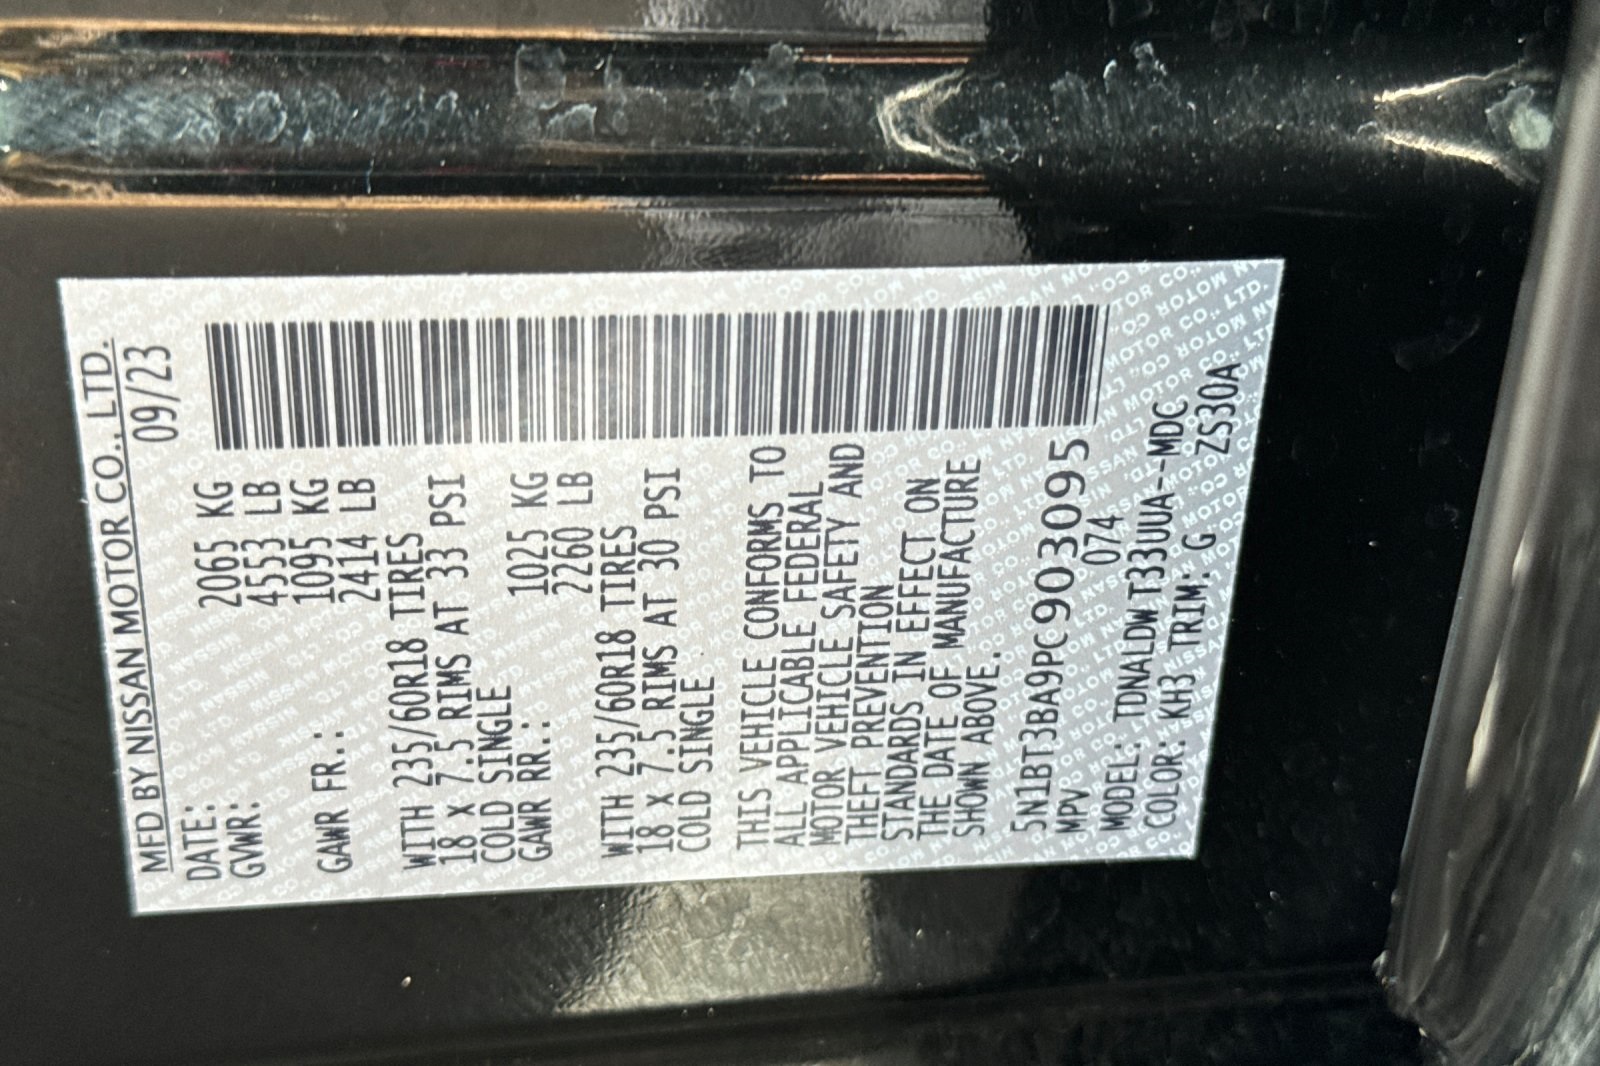 MFD BY NISSAN MOTOR CO., LTD.
DATE: 09/23
GVWR: 2065 KG
4553 LB
GAWR FR.: 1095 KG
2414 LB
WITH 235/60R18 TIRES
18 X 7.5 RIMS AT 33 PSI
COLD SINGLE
GAWR RR.: 1025 KG
2260 LB
WITH 235/60R18 TIRES
18 X 7.5 RIMS AT 30 PSI
COLD SINGLE
THIS VEHICLE CONFORMS TO
ALL APPLICABLE FEDERAL
MOTOR VEHICLE SAFETY AND
THEFT PREVENTION
STANDARDS IN EFFECT ON
THE DATE OF MANUFACTURE
SHOWN ABOVE.
5N1BT3BA9PC903095
MPV 074
MODEL: TDNALDW T33UUA-MDC
COLOR: KH3 TRIM: G ZS30A